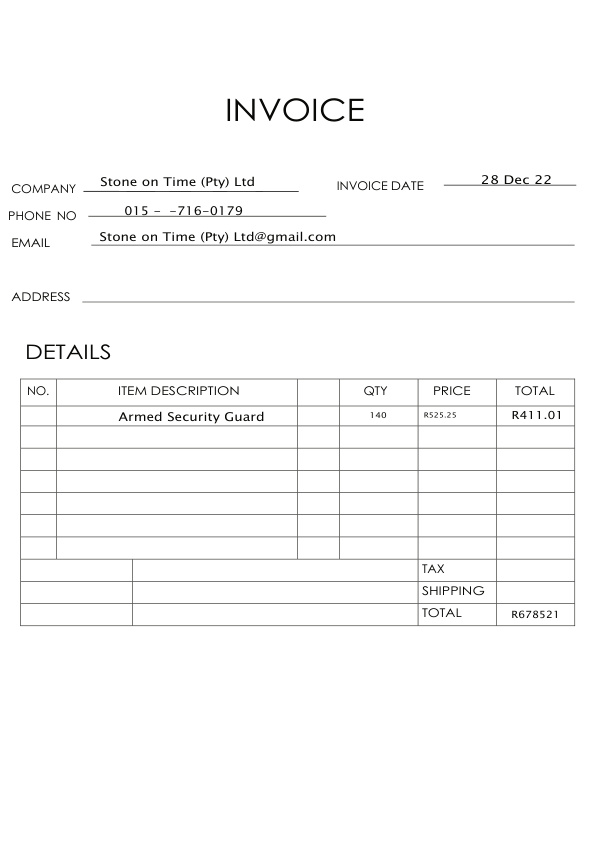 INVOICE
COMPANY Stone on Time (Pty) Ltd INVOICE DATE 28 Dec 22
PHONE NO 015 - -716-0179
EMAIL Stone on Time (Pty) Ltd@gmail.com
ADDRESS
DETAILS
NO. ITEM DESCRIPTION QTY PRICE TOTAL
Armed Security Guard 140 R525.25 R411.01
TAX
SHIPPING
TOTAL R678521